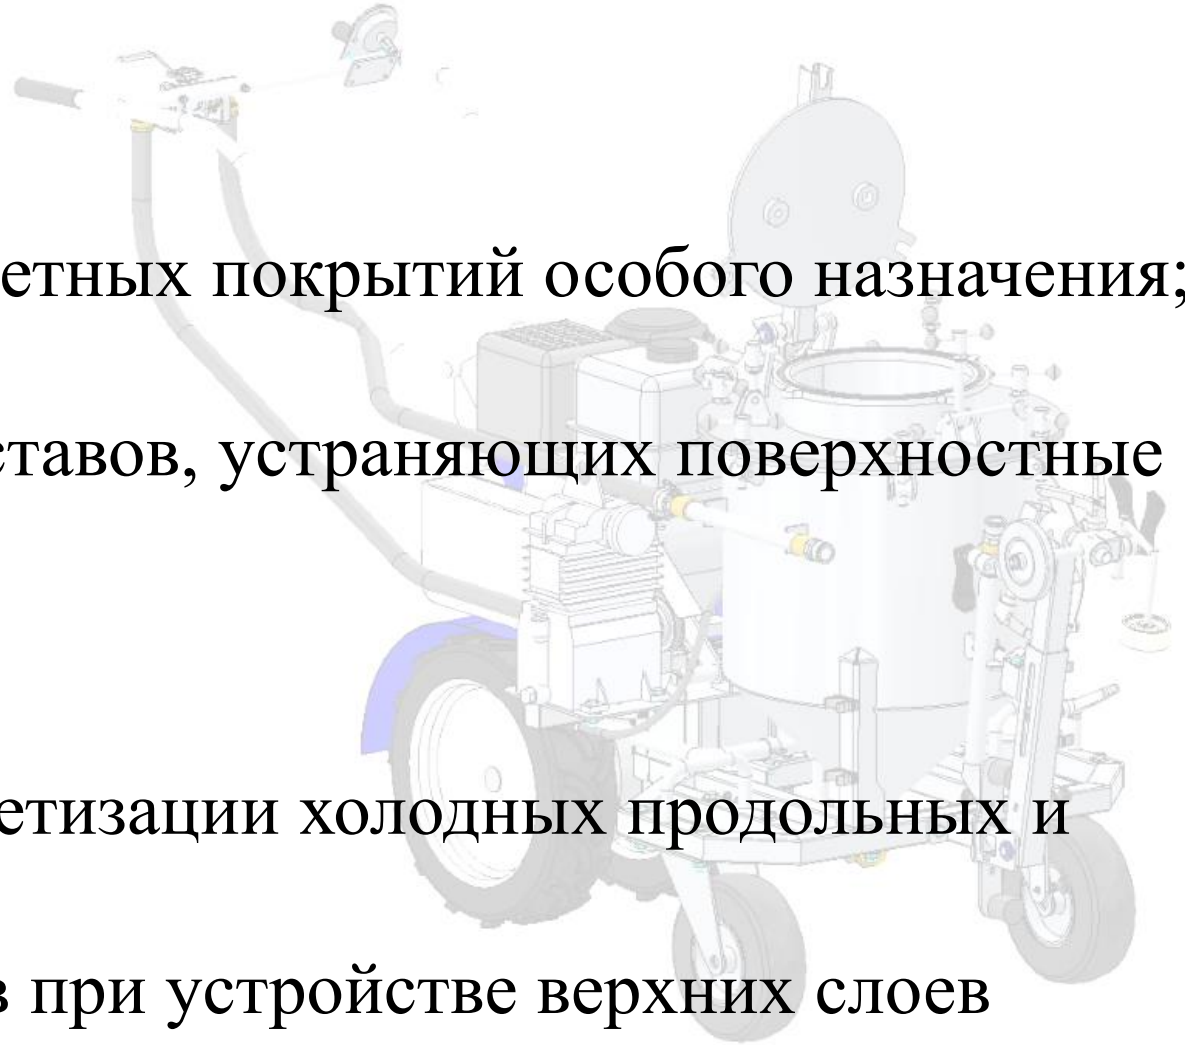 етных покрытий особого назначения;
ставов, устраняющих поверхностные
етизации холодных продольных и
в при устройстве верхних слоев